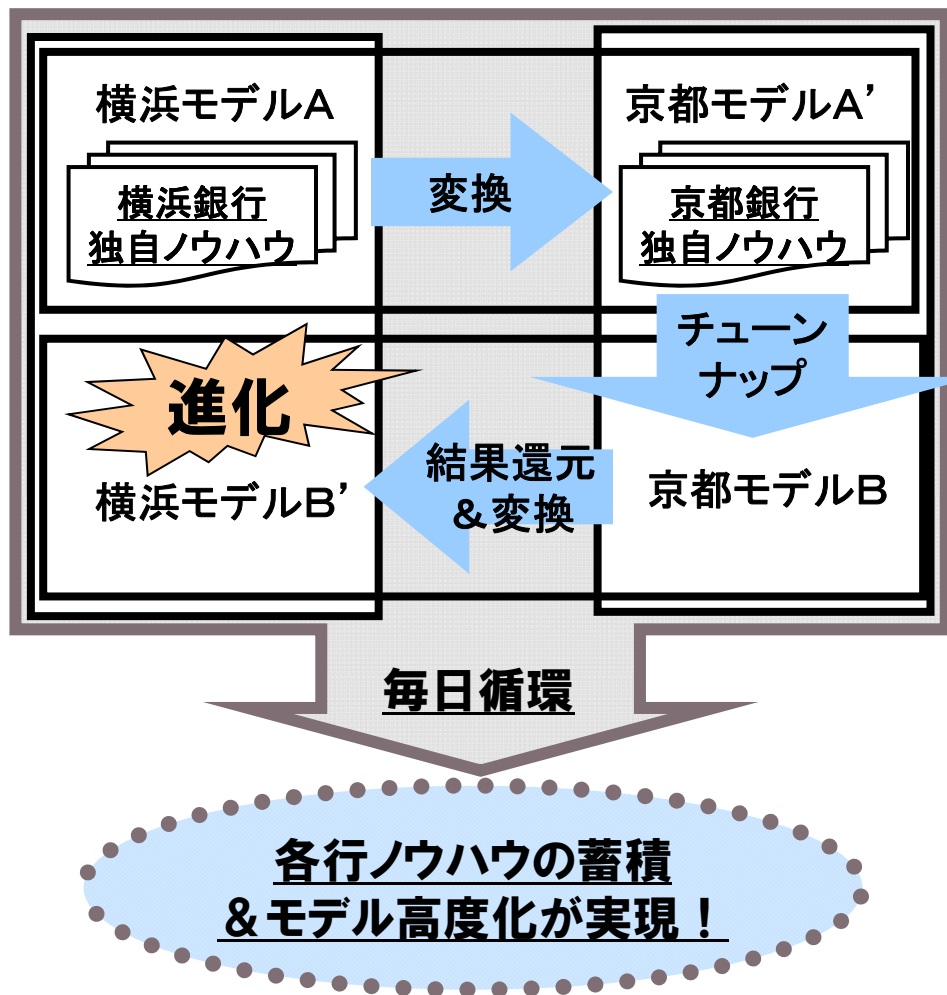 横浜モデルA
横浜銀行
独自ノウハウ
変換
京都モデルA’
京都銀行
独自ノウハウ
チューン
ナップ
京都モデルB
結果還元
&変換
進化
横浜モデルB’
毎日循環
各行ノウハウの蓄積
&モデル高度化が実現!